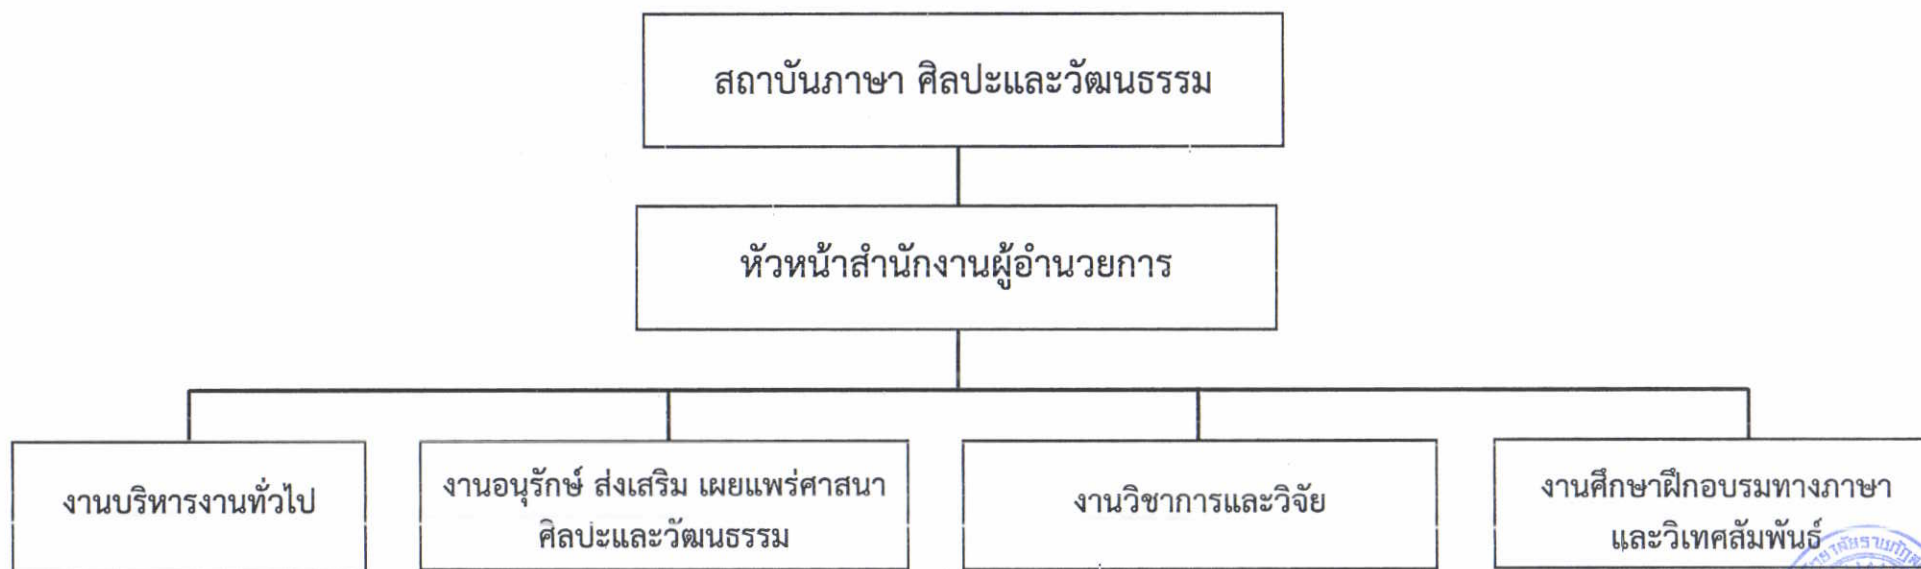 สถาบันภาษา ศิลปะและวัฒนธรรม
หัวหน้าสำนักงานผู้อำนวยการ
งานบริหารงานทั่วไป
งานอนุรักษ์ ส่งเสริม เผยแพร่ศาสนา
ศิลปะและวัฒนธรรม
งานวิชาการและวิจัย
งานศึกษาฝึกอบรมทางภาษา
และวิเทศสัมพันธ์